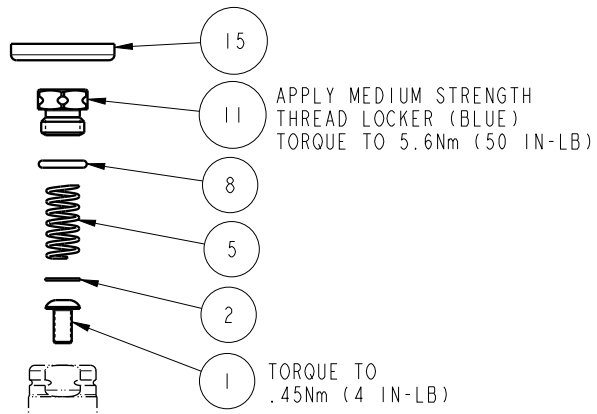 15
11
APPLY MEDIUM STRENGTH
THREAD LOCKER (BLUE)
TORQUE TO 5.6Nm (50 IN-LB)
8
5
2
1
TORQUE TO
.45Nm (4 IN-LB)